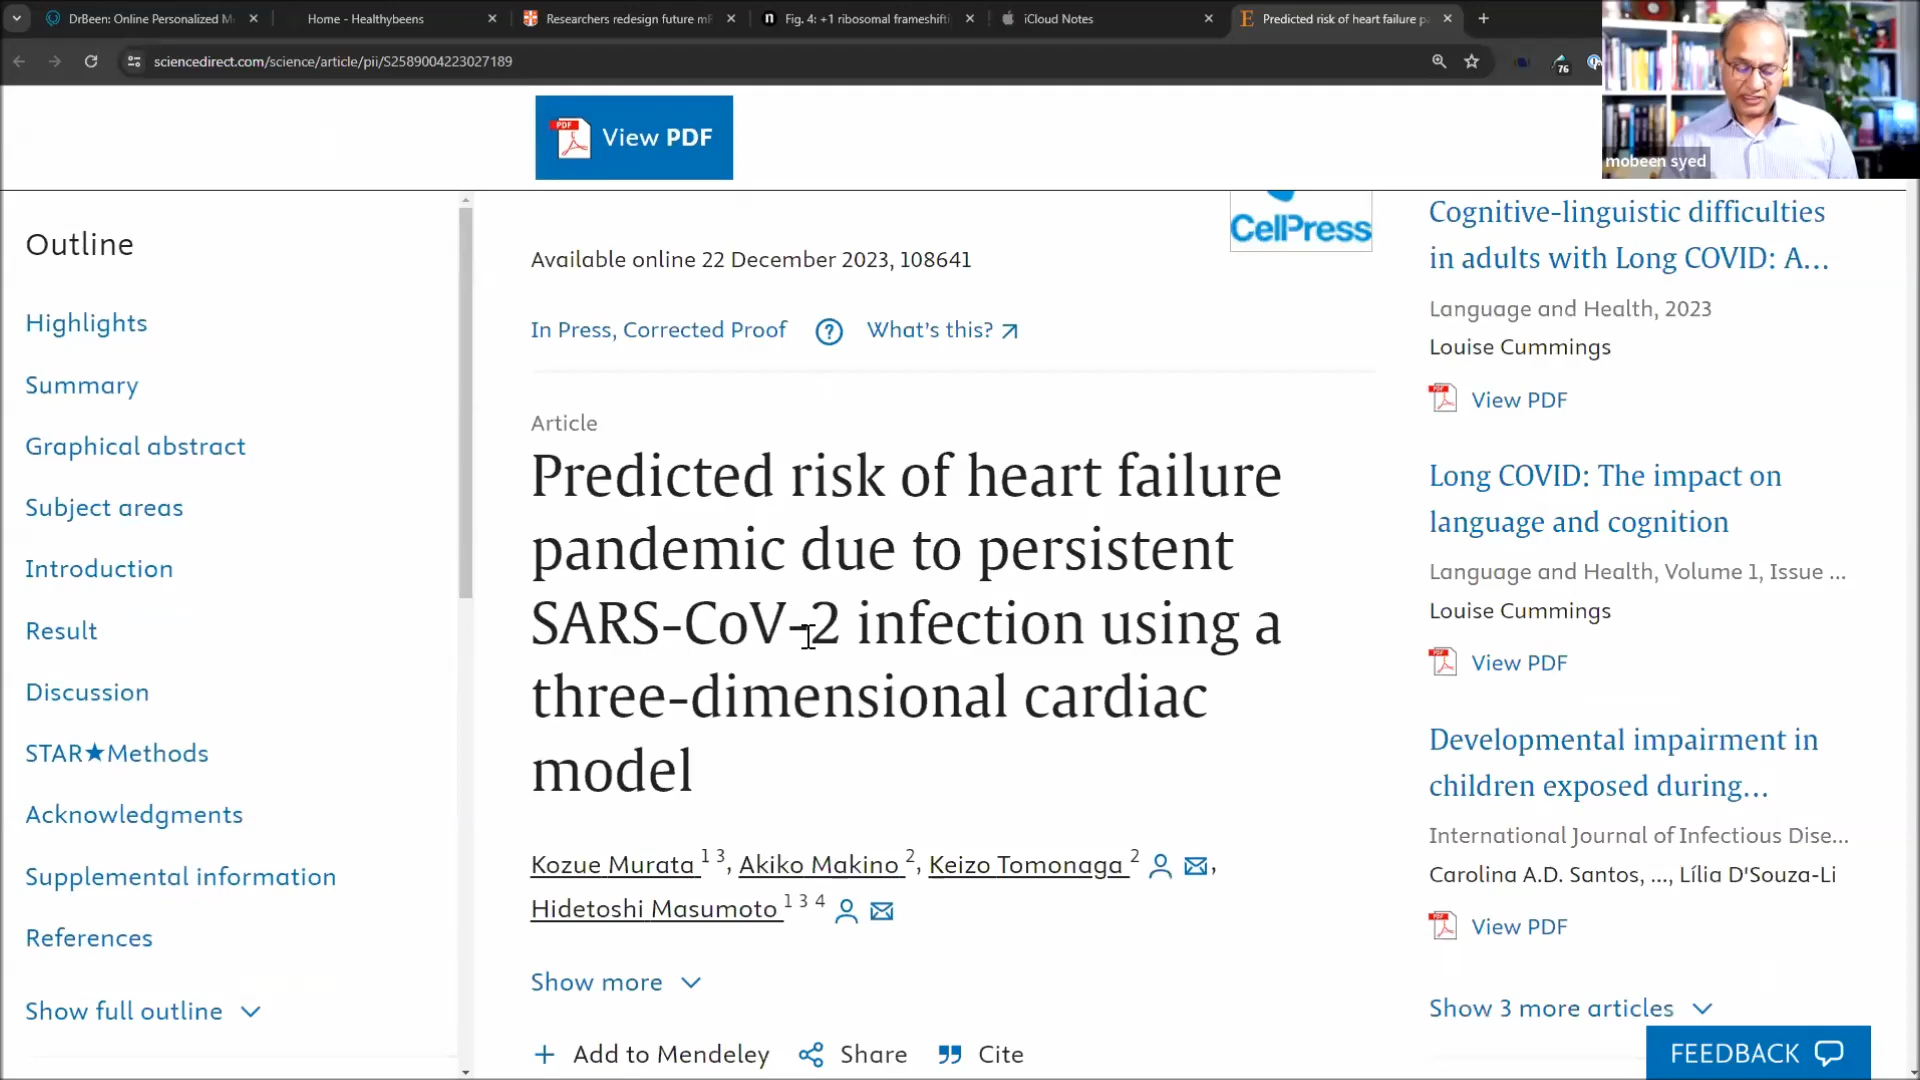 DrBeen: Online Personalized M
Home - Healthybeens
Researchers redesign future mR
Fig. 4: +1 ribosomal frameshifti
iCloud Notes
Predicted risk of heart failure p
sciencedirect.com/science/article/pii/S2589004223027189
76
mobeen syed
PDF
View PDF
Outline
Highlights
Summary
Graphical abstract
Subject areas
Introduction
Result
Discussion
STAR★Methods
Acknowledgments
Supplemental information
References
Show full outline
CellPress
Available online 22 December 2023, 108641
In Press, Corrected Proof
?
What's this?
Article
Predicted risk of heart failure
pandemic due to persistent
SARS-CoV-2 infection using a
three-dimensional cardiac
model
Kozue Murata 1 3, Akiko Makino 2, Keizo Tomonaga 2,
Hidetoshi Masumoto 1 3 4
Show more
+ Add to Mendeley
Share
Cite
Cognitive-linguistic difficulties
in adults with Long COVID: A…
Language and Health, 2023
Louise Cummings
PDF
View PDF
Long COVID: The impact on
language and cognition
Language and Health, Volume 1, Issue …
Louise Cummings
PDF
View PDF
Developmental impairment in
children exposed during…
International Journal of Infectious Dise…
Carolina A.D. Santos, …, Lília D'Souza-Li
PDF
View PDF
Show 3 more articles
FEEDBACK